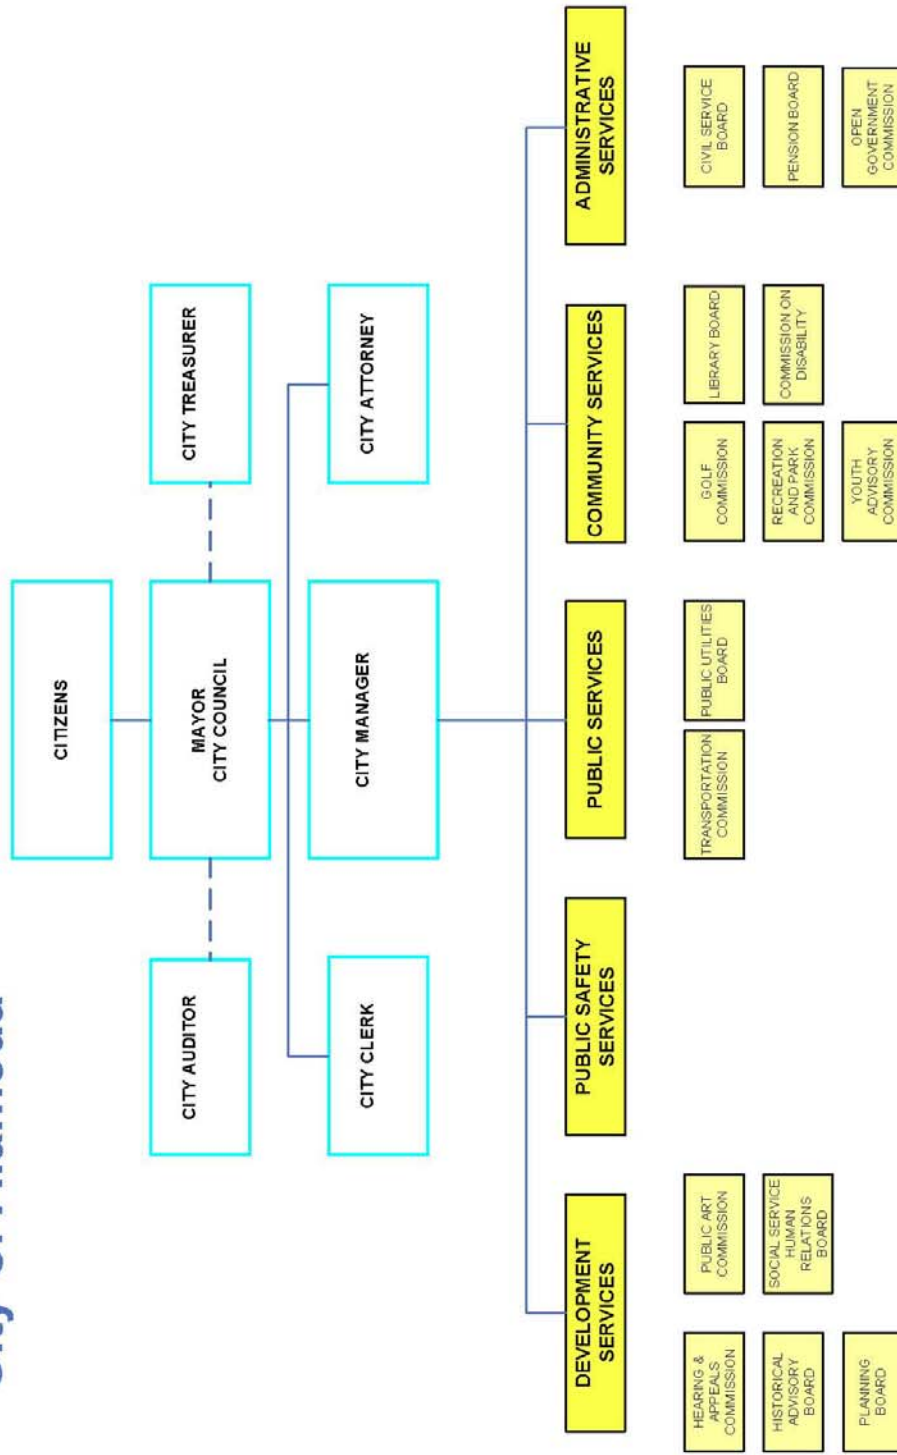 CITIZENS
CITY AUDITOR
MAYOR
CITY COUNCIL
CITY TREASURER
CITY CLERK
CITY MANAGER
CITY ATTORNEY
DEVELOPMENT
SERVICES
PUBLIC SAFETY
SERVICES
PUBLIC SERVICES
COMMUNITY SERVICES
ADMINISTRATIVE
SERVICES
HEARING &
APPEALS
COMMISSION
PUBLIC ART
COMMISSION
HISTORICAL
ADVISORY
BOARD
SOCIAL SERVICE
HUMAN
RELATIONS
BOARD
PLANNING
BOARD
TRANSPORTATION
COMMISSION
PUBLIC UTILITIES
BOARD
GOLF
COMMISSION
LIBRARY BOARD
RECREATION
AND PARK
COMMISSION
COMMISSION ON
DISABILITY
YOUTH
ADVISORY
COMMISSION
CIVIL SERVICE
BOARD
PENSION BOARD
OPEN
GOVERNMENT
COMMISSION